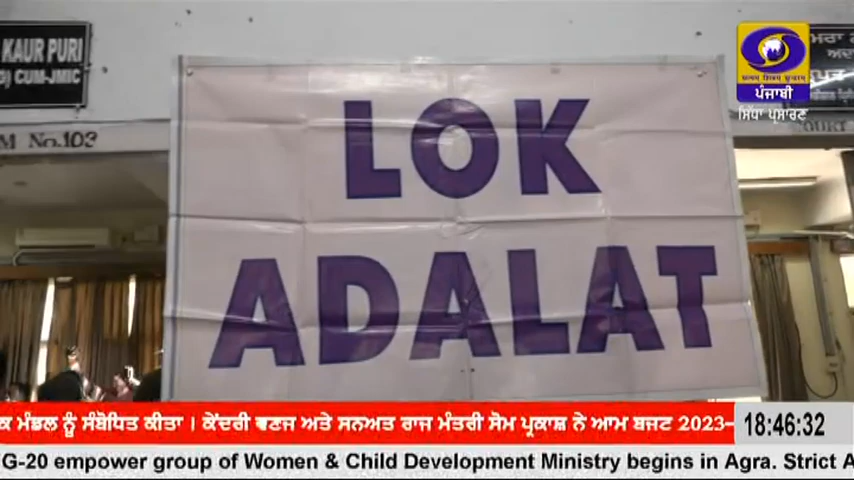 KAUR PURI
CUM-JMIC
No.103
LOK
ADALAT
ਪੰਜਾਬੀ
ਸਿੱਧਾ ਪ੍ਰਸਾਰਣ
ਮੰਡਲ ਨੂੰ ਸੰਬੋਧਿਤ ਕੀਤਾ । ਕੇਂਦਰੀ ਵਣਜ ਅਤੇ ਸਨਅਤ ਰਾਜ ਮੰਤਰੀ ਸੋਮ ਪ੍ਰਕਾਸ਼ ਨੇ ਆਮ ਬਜਟ 2023-
18:46:32
G-20 empower group of Women & Child Development Ministry begins in Agra. Strict A